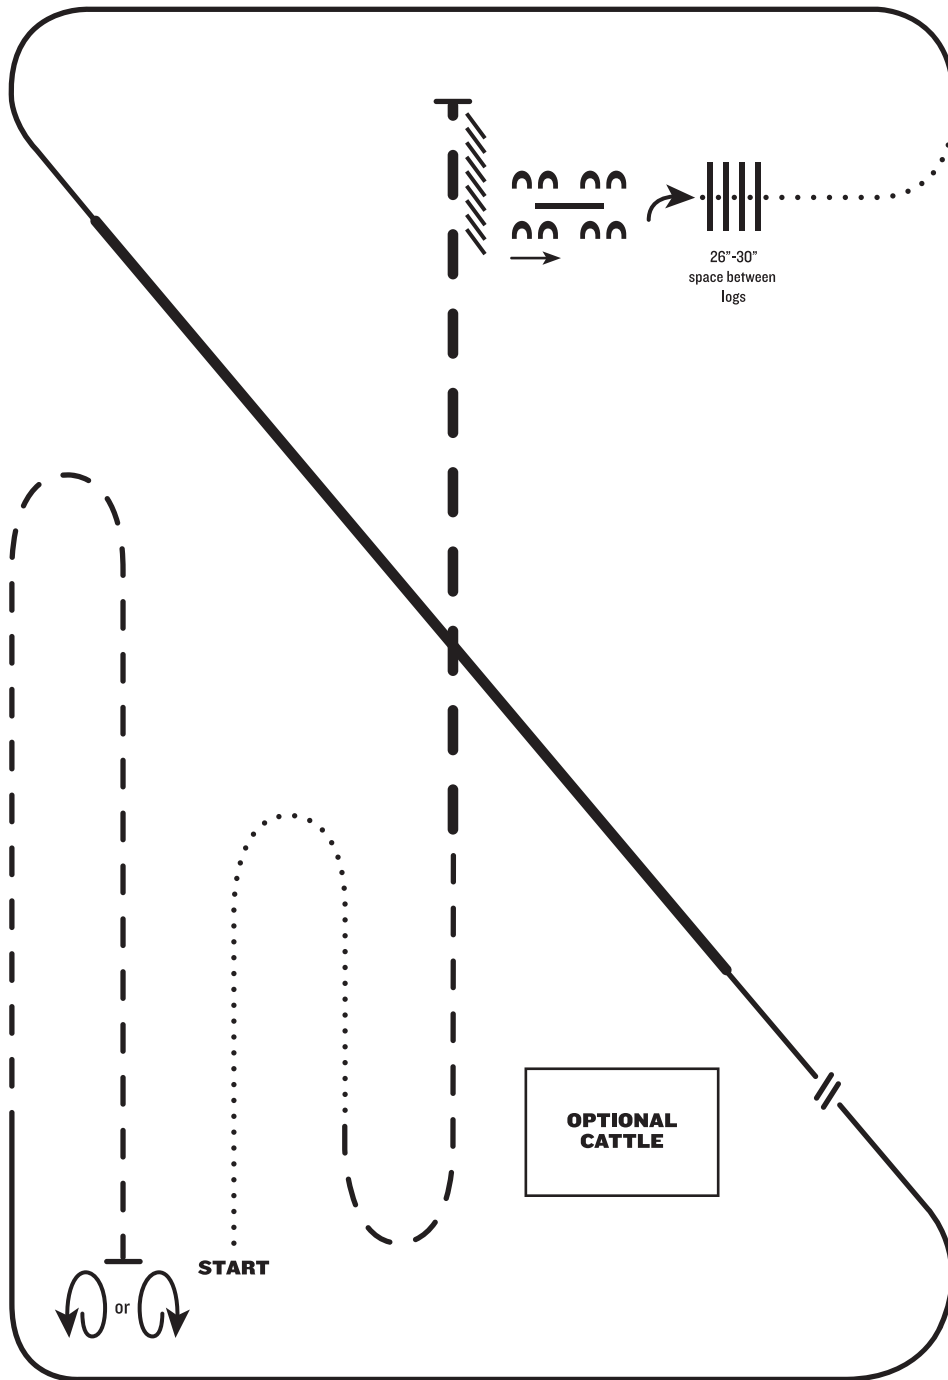 26”-30”
space between
logs
OPTIONAL
CATTLE
START
or